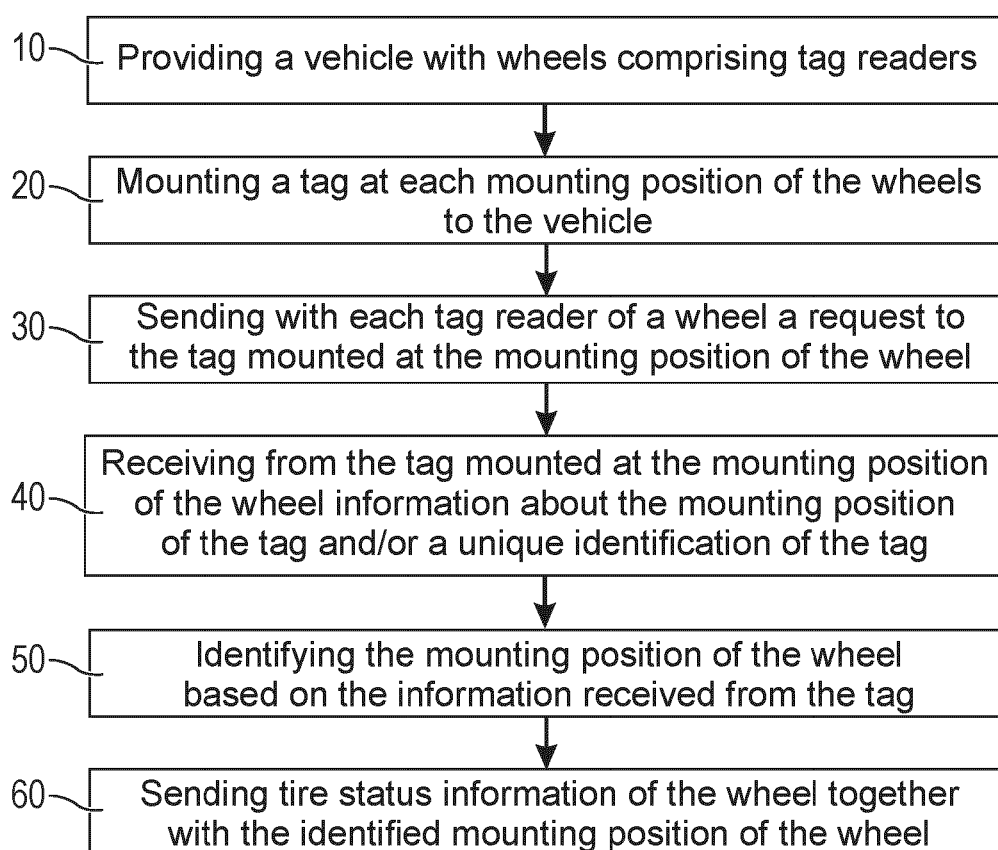 10
Providing a vehicle with wheels comprising tag readers
20
Mounting a tag at each mounting position of the wheels
to the vehicle
30
Sending with each tag reader of a wheel a request to
the tag mounted at the mounting position of the wheel
40
Receiving from the tag mounted at the mounting position
of the wheel information about the mounting position
of the tag and/or a unique identification of the tag
50
Identifying the mounting position of the wheel
based on the information received from the tag
60
Sending tire status information of the wheel together
with the identified mounting position of the wheel